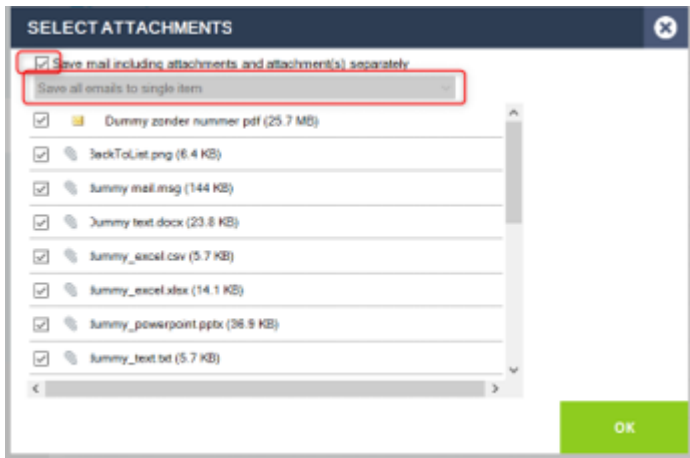 SELECT ATTACHMENTS
Save mail including attachments and attachment(s) separately
Save all emails to single item
Dummy zonder nummer pdf (25.7 MB)
BackToList.png (6.4 KB)
dummy mail.msg (144 KB)
Dummy text.docx (23.8 KB)
dummy_excel.csv (5.7 KB)
dummy_excel.xlsx (14.1 KB)
dummy_powerpoint.pptx (36.9 KB)
dummy_text.txt (5.7 KB)
OK